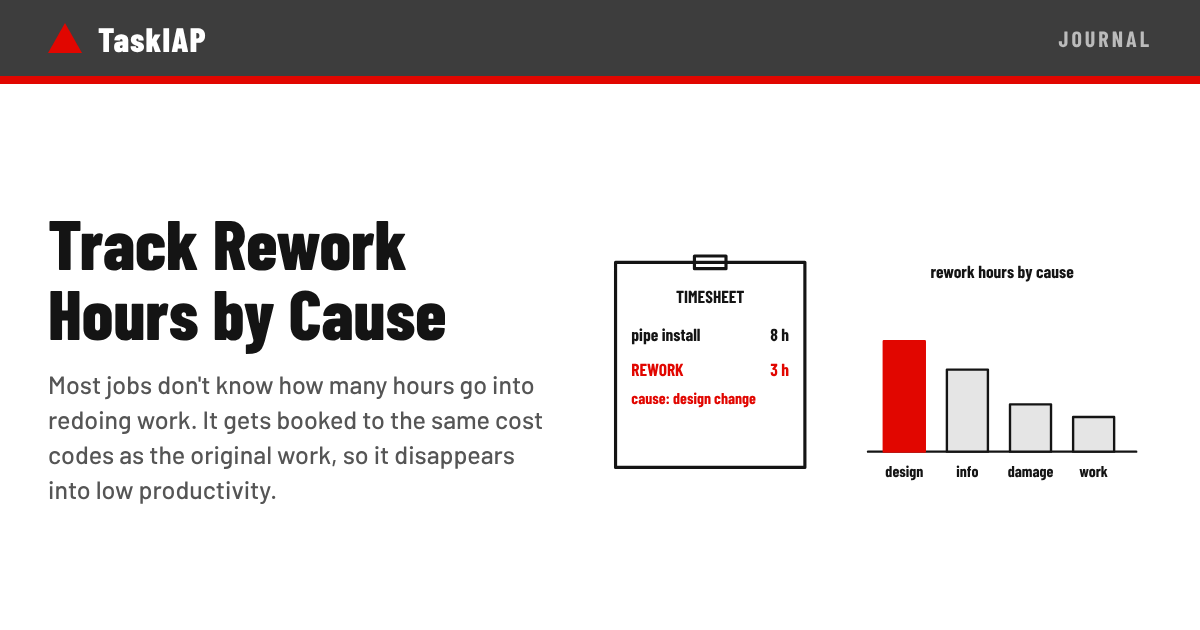 TaskIAP
JOURNAL
Track Rework
Hours by Cause
Most jobs don't know how many hours go into
redoing work. It gets booked to the same cost
codes as the original work, so it disappears
into low productivity.
TIMESHEET
pipe install 8 h
REWORK 3 h
cause: design change
rework hours by cause
design info damage work